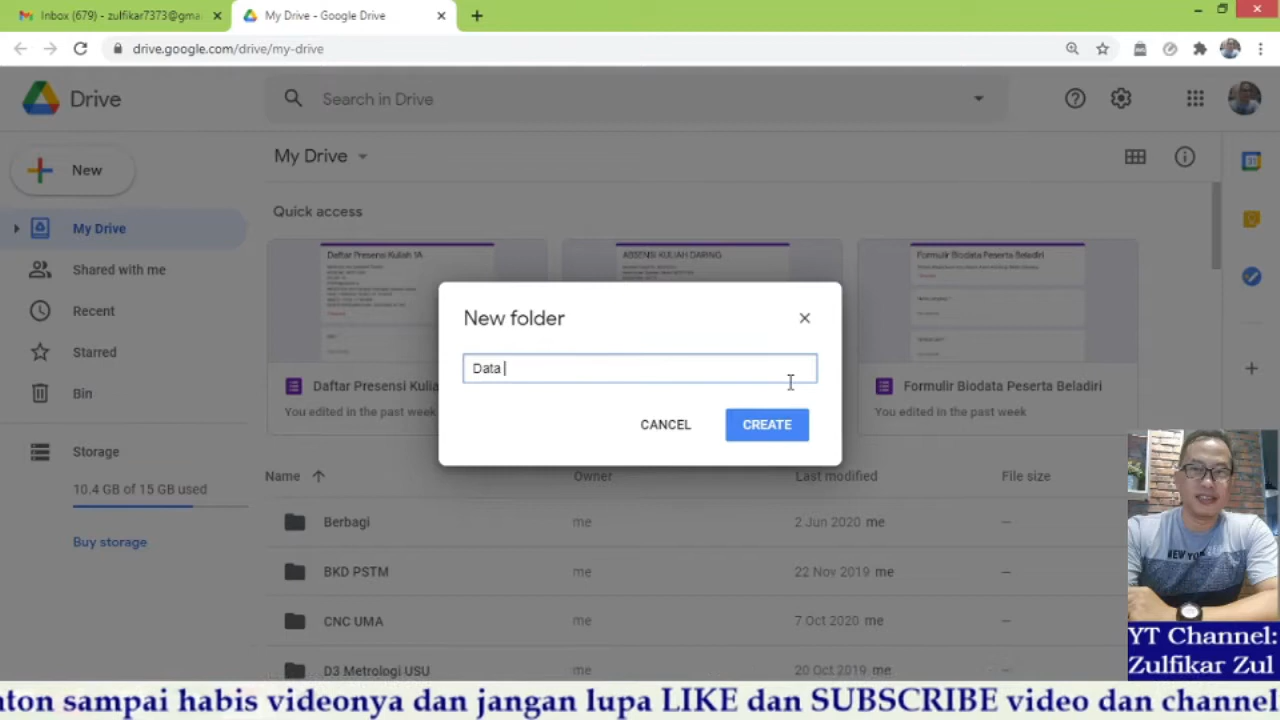 Inbox (679) - zulfikar7373@gma
My Drive - Google Drive
drive.google.com/drive/my-drive
Drive
Search in Drive
New
My Drive
My Drive
Quick access
Shared with me
Recent
Starred
Bin
Storage
10.4 GB of 15 GB used
Buy storage
Daftar Presensi Kuliah 1A
ABSENSI KULIAH DARING
Formulir Biodata Peserta Beladiri
Daftar Presensi Kulia
You edited in the past week
Formulir Biodata Peserta Beladiri
You edited in the past week
New folder
Data
CANCEL
CREATE
Name
Owner
Last modified
File size
Berbagi
me
2 Jun 2020 me
–
BKD PSTM
me
22 Nov 2019 me
–
CNC UMA
me
7 Oct 2020 me
–
D3 Metrologi USU
me
20 Oct 2019 me
–
NEW YORK
YT Channel:
Zulfikar Zul
nton sampai habis videonya dan jangan lupa LIKE dan SUBSCRIBE video dan channel